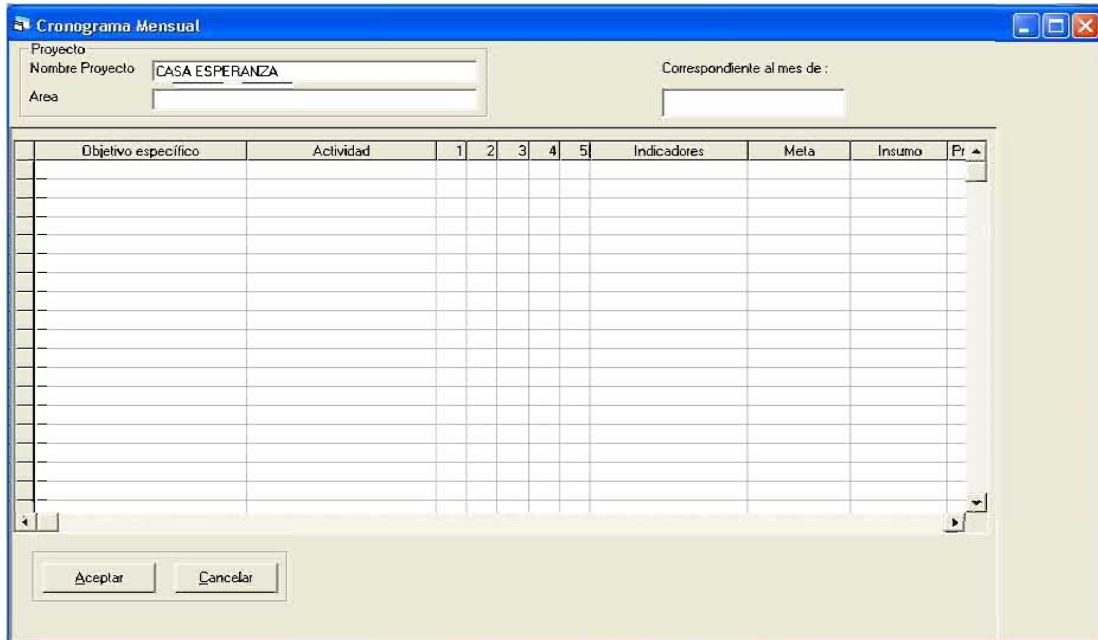 Cronograma Mensual
Proyecto
Nombre Proyecto CASA ESPERANZA
Correspondiente al mes de :
Area
Objetivo específico Actividad 1 2 3 4 5 Indicadores Meta Insumo Pr
Aceptar Cancelar